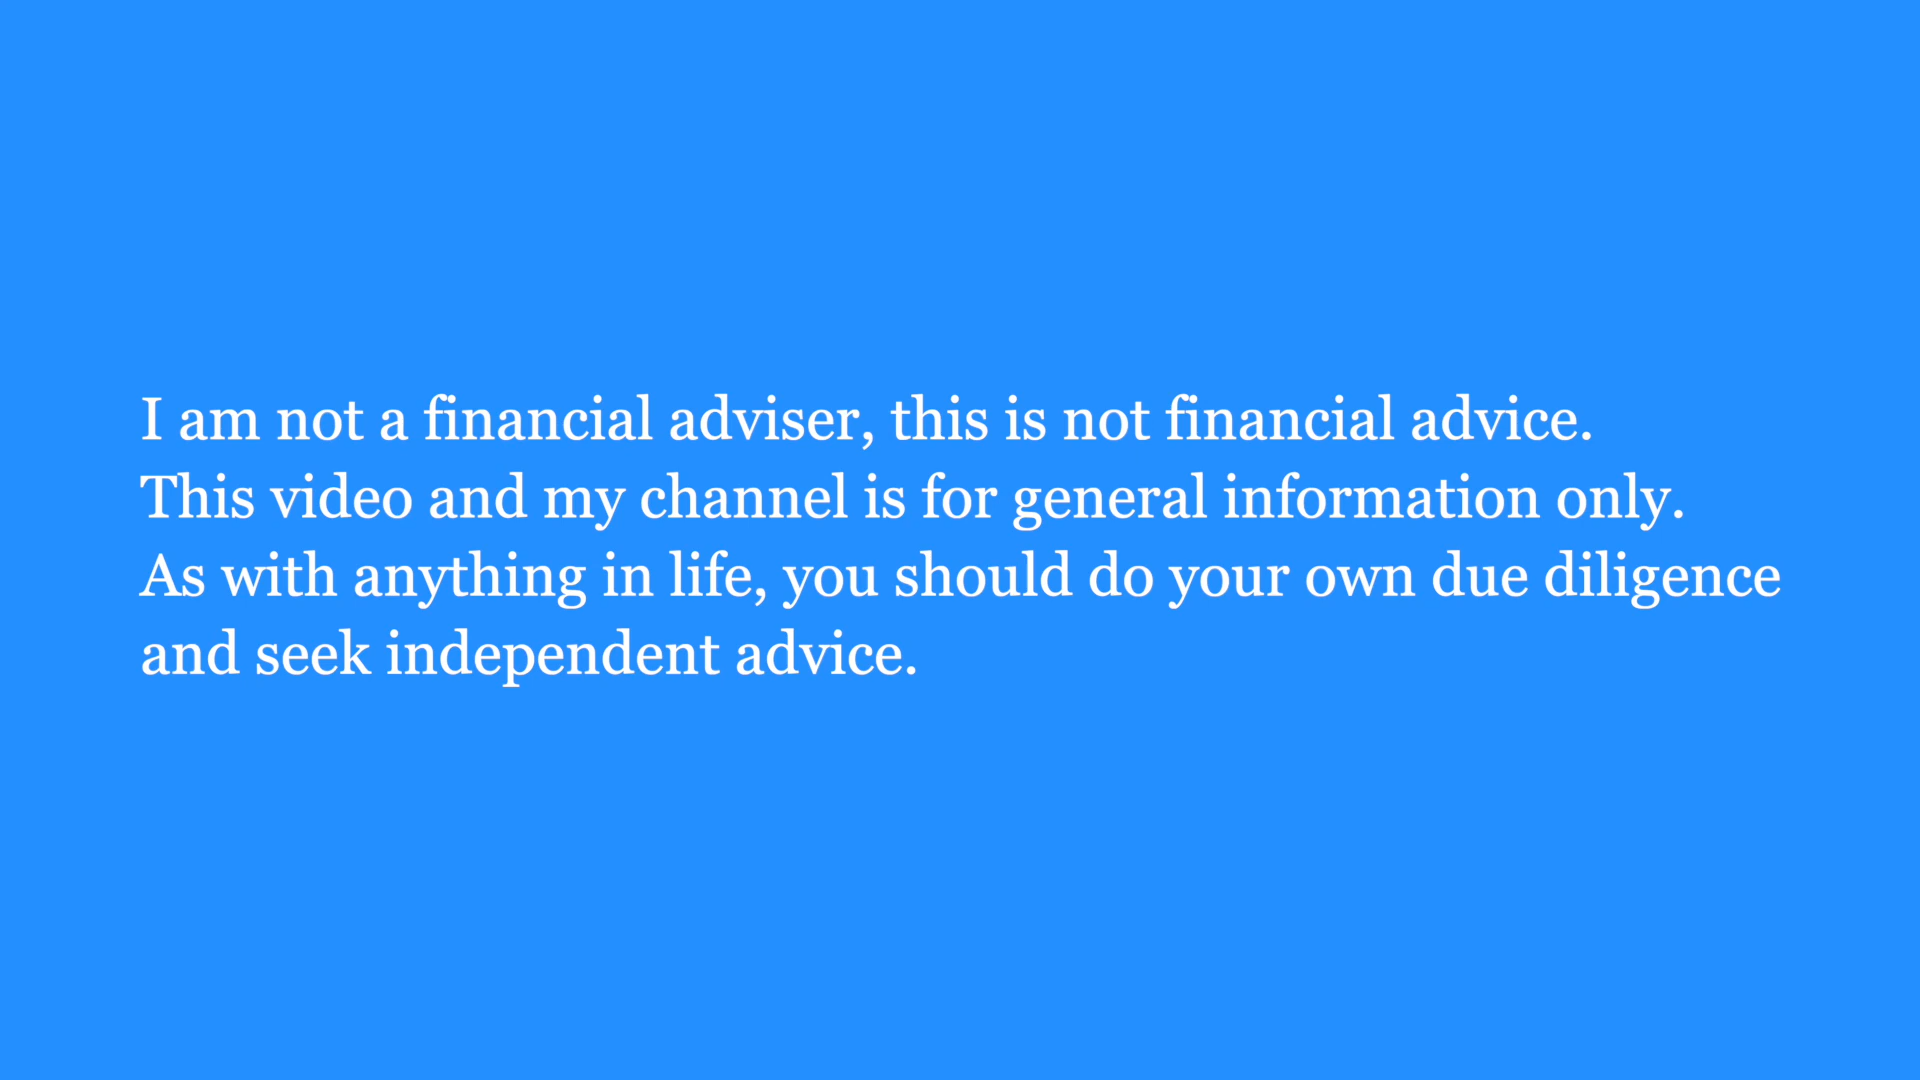 I am not a financial adviser, this is not financial advice.
This video and my channel is for general information only.
As with anything in life, you should do your own due diligence
and seek independent advice.